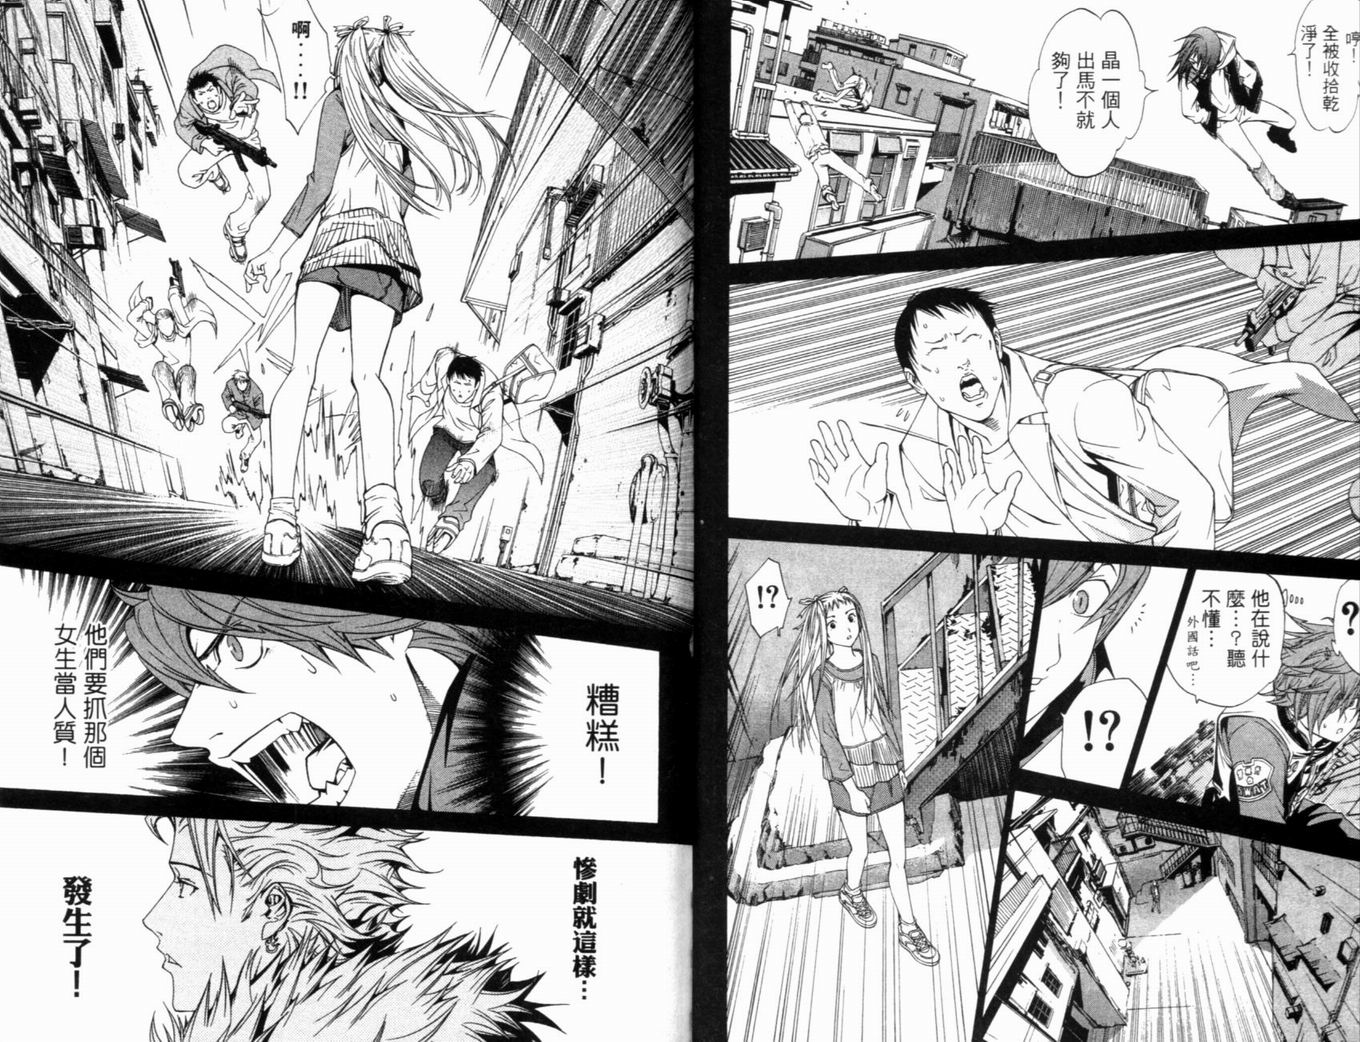 哼！
全被收拾乾
淨了！
晶一個人
出馬不就
夠了！
?
他在說什
麼…？聽
不懂…
外國話吧…
!?
!?
SWAT
啊…!!
糟糕！
他們要抓那個
女生當人質！
慘劇就這樣…
發生了！